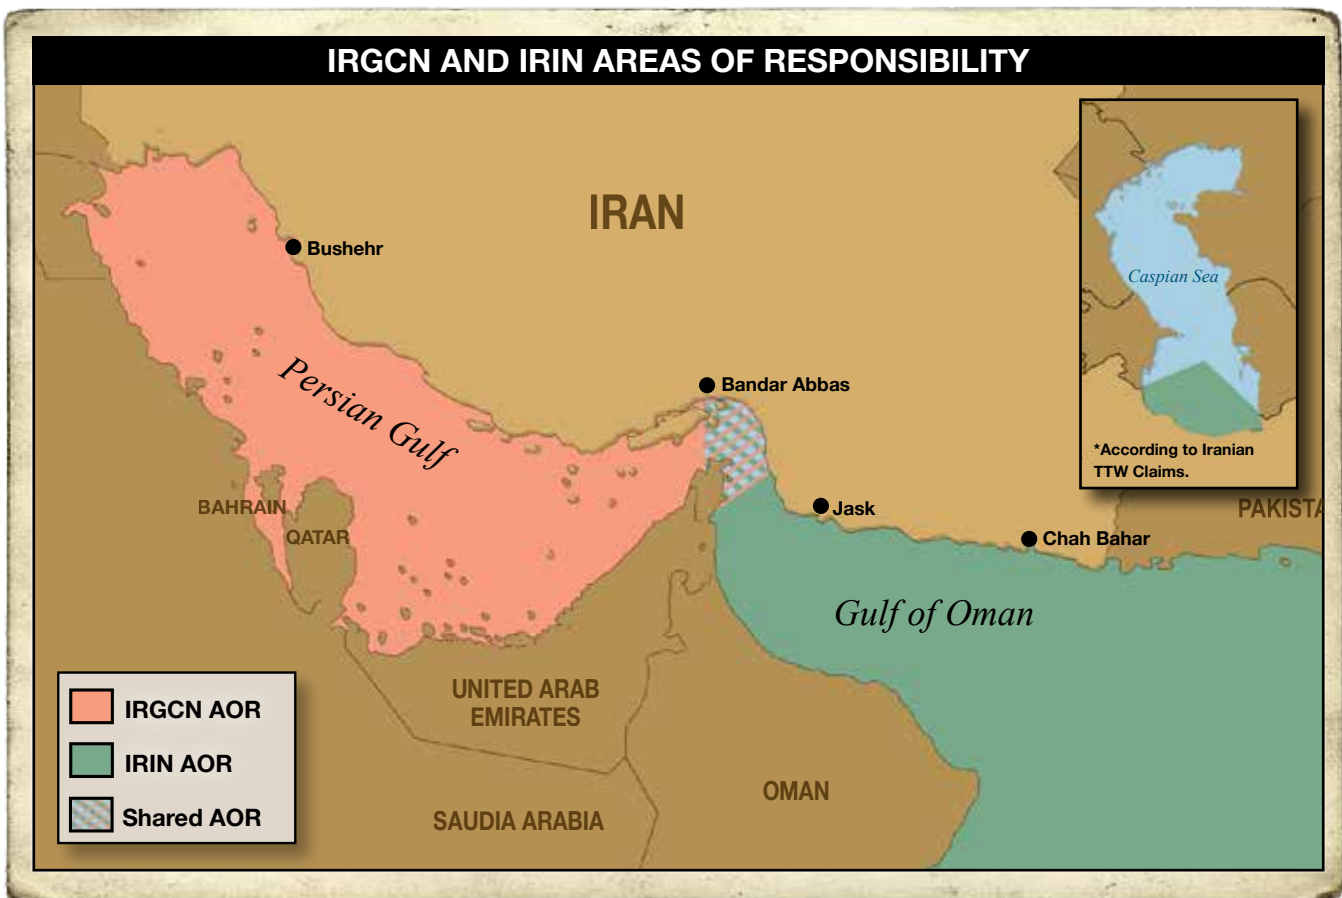 IRGCN AND IRIN AREAS OF RESPONSIBILITY
IRAN
Bushehr
Caspian Sea
*According to Iranian
TTW Claims.
Persian Gulf
Bandar Abbas
BAHRAIN
QATAR
Jask
PAKISTA
Chah Bahar
Gulf of Oman
UNITED ARAB
EMIRATES
OMAN
SAUDI ARABIA
IRGCN AOR
IRIN AOR
Shared AOR